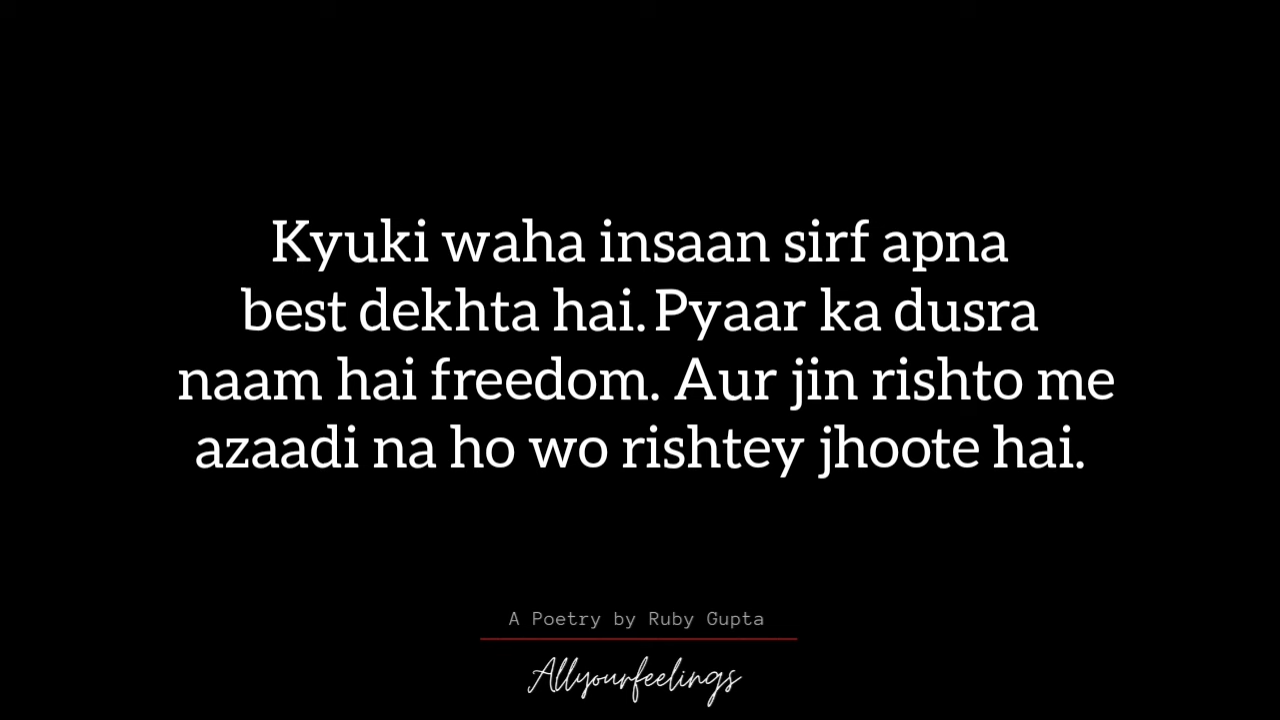 Kyuki waha insaan sirf apna
best dekhta hai. Pyaar ka dusra
naam hai freedom. Aur jin rishto me
azaadi na ho wo rishtey jhoote hai.
A Poetry by Ruby Gupta
Allyourfeelings